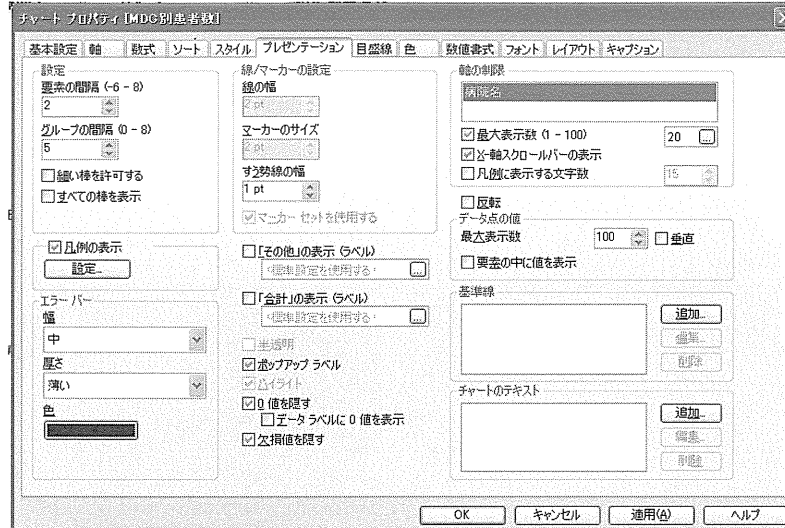 チャート プロパティ [MDG別患者数]
基本設定 軸 数式 ソート スタイル プレゼンテーション 目盛線 色 数値書式 フォント レイアウト キャプション
設定
要素の間隔 (-6 - 8)
2
グループの間隔 (0 - 8)
5
細い棒を許可する
すべての棒を表示
凡例の表示
設定...
エラー バー
幅
中
厚さ
薄い
色
線/マーカーの設定
線の幅
2 pt
マーカーのサイズ
2 pt
すう勢線の幅
1 pt
マーカー セットを使用する
「その他」の表示 (ラベル)
<標準設定を使用する>
...
「合計」の表示 (ラベル)
<標準設定を使用する>
...
半透明
ポップアップ ラベル
ハイライト
0 値を隠す
データ ラベルに 0 値を表示
欠損値を隠す
軸の制限
病院名
最大表示数 (1 - 100)
20 ...
X-軸スクロールバーの表示
凡例に表示する文字数
15
反転
データ点の値
最大表示数
100
垂直
要素の中に値を表示
基準線
追加...
編集...
削除
チャートのテキスト
追加...
編集...
削除
OK キャンセル 適用(A) ヘルプ